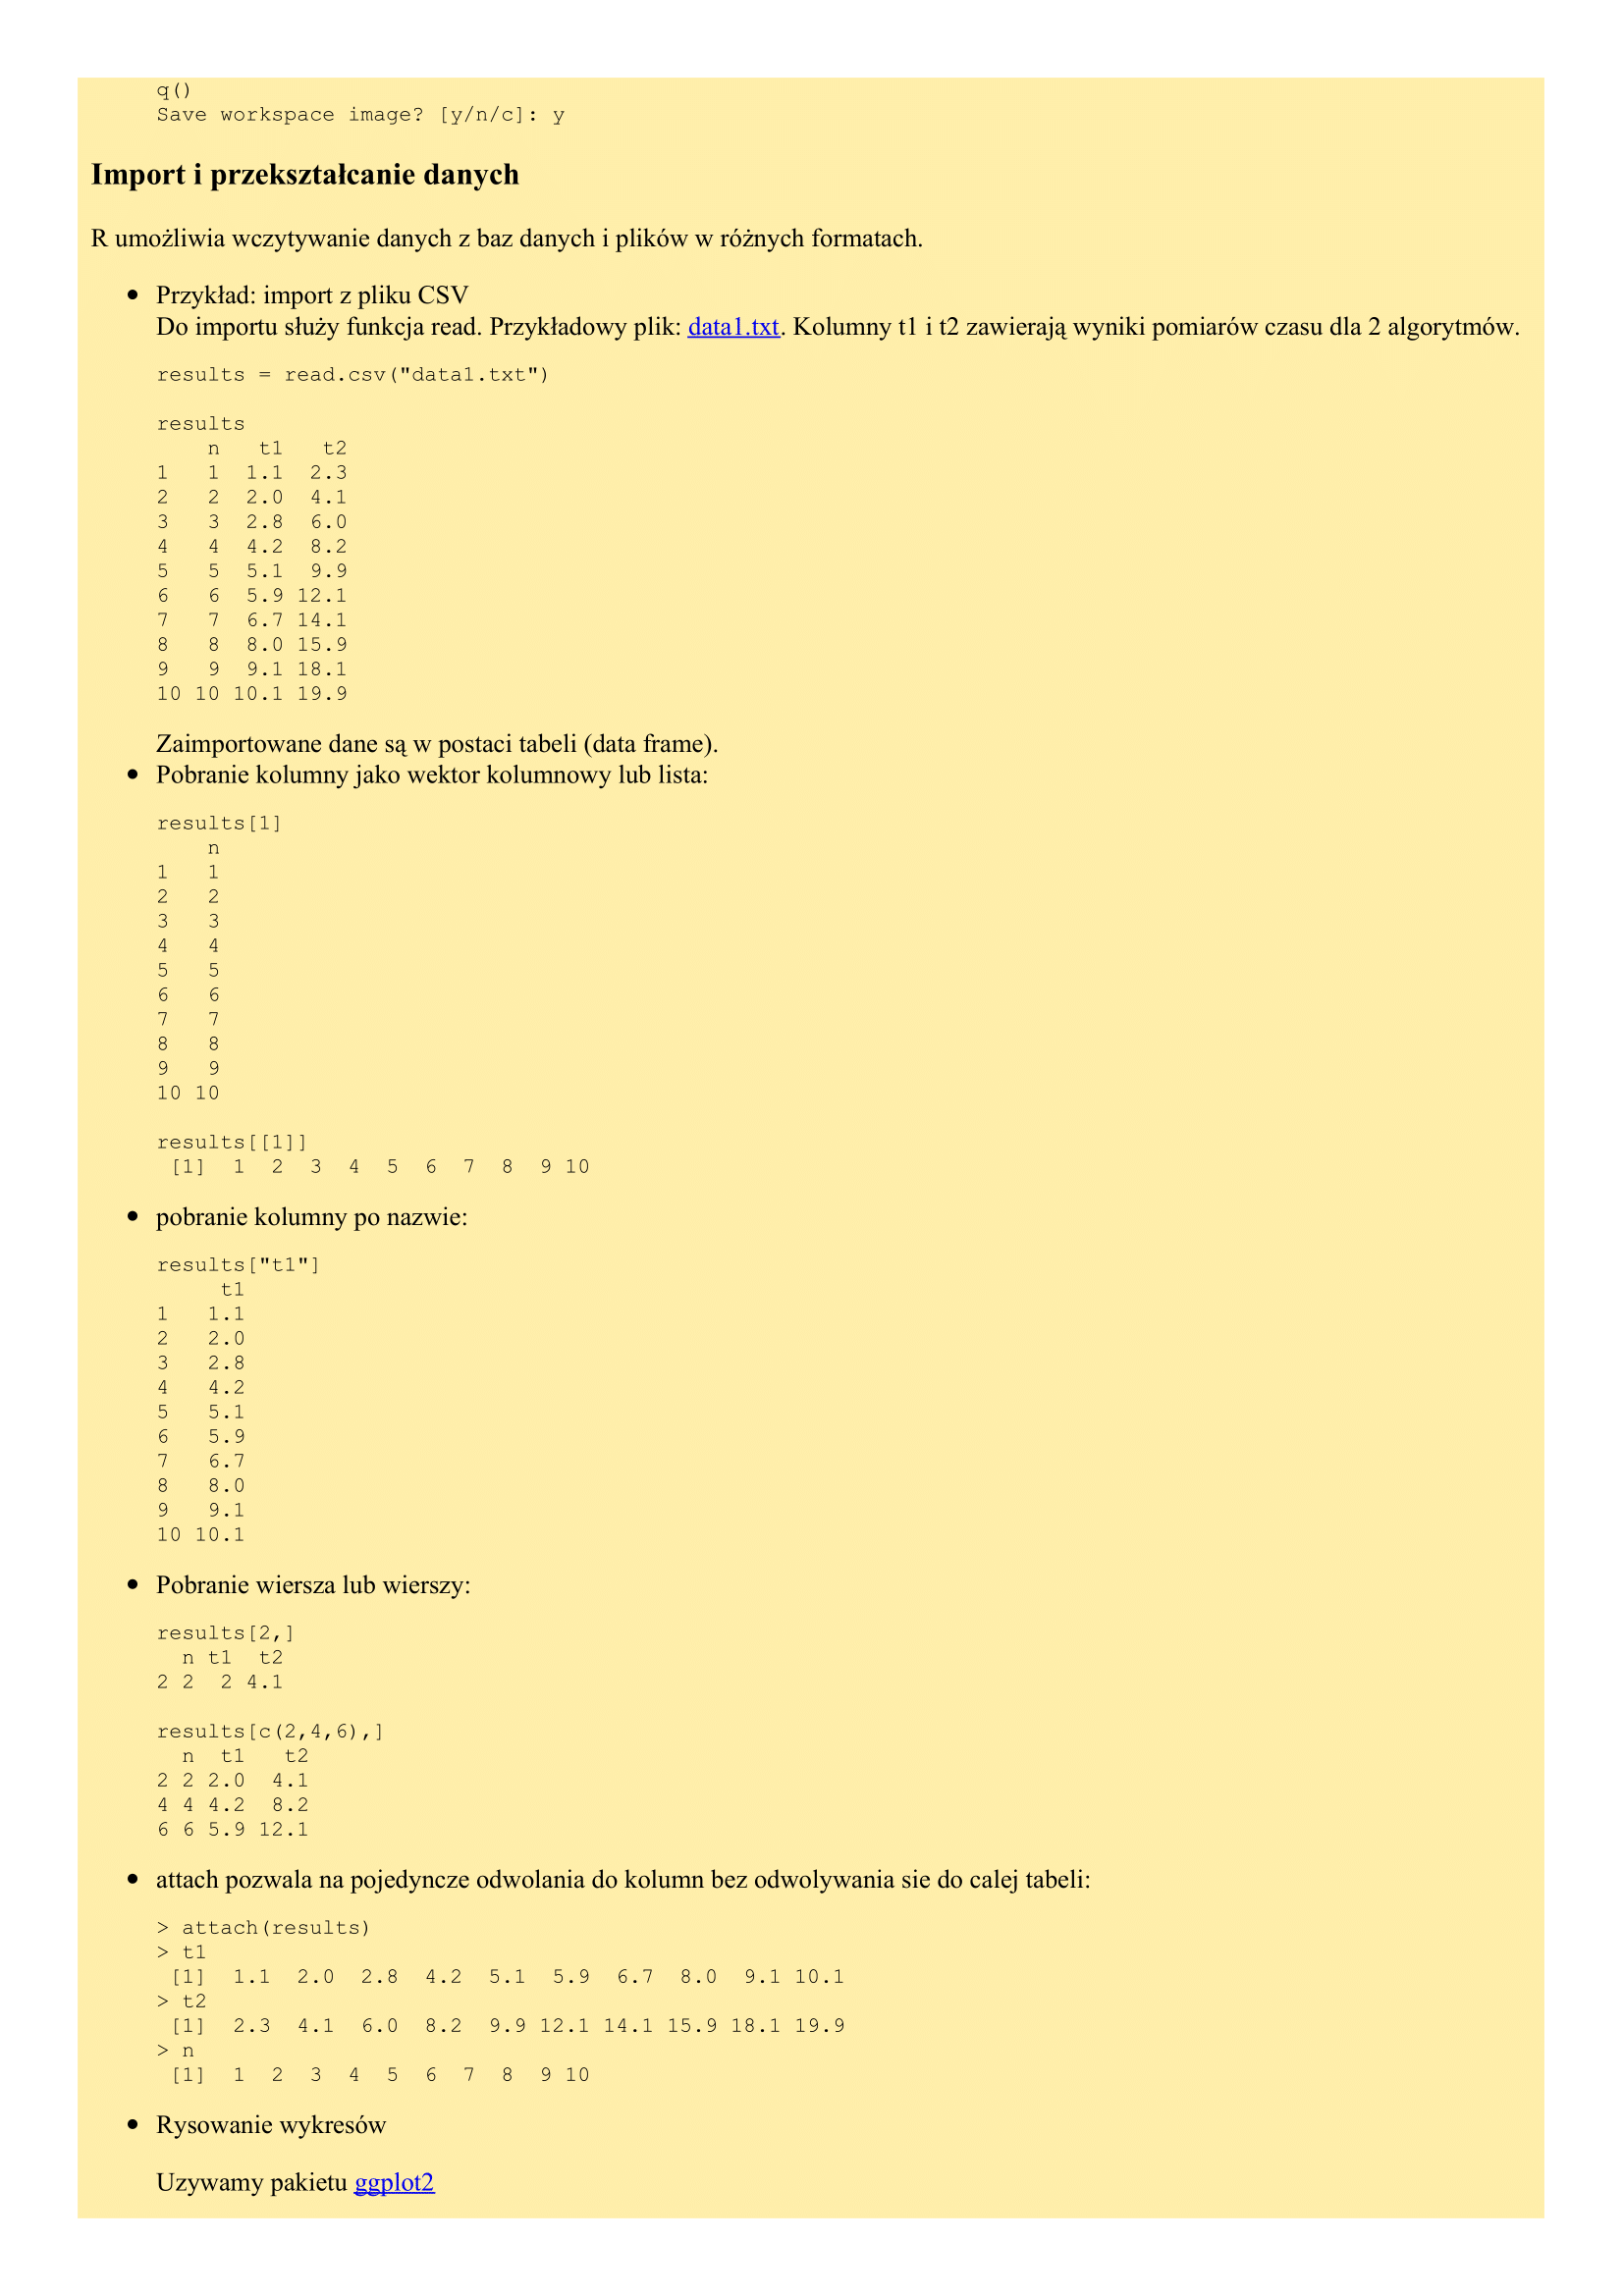 q()
Save workspace image? [y/n/c]: y
Import i przekształcanie danych
R umożliwia wczytywanie danych z baz danych i plików w różnych formatach.
Przykład: import z pliku CSV
Do importu służy funkcja read. Przykładowy plik: data1.txt. Kolumny t1 i t2 zawierają wyniki pomiarów czasu dla 2 algorytmów.
results = read.csv("data1.txt")
results
    n   t1   t2
1   1  1.1  2.3
2   2  2.0  4.1
3   3  2.8  6.0
4   4  4.2  8.2
5   5  5.1  9.9
6   6  5.9 12.1
7   7  6.7 14.1
8   8  8.0 15.9
9   9  9.1 18.1
10 10 10.1 19.9
Zaimportowane dane są w postaci tabeli (data frame).
Pobranie kolumny jako wektor kolumnowy lub lista:
results[1]
    n
1   1
2   2
3   3
4   4
5   5
6   6
7   7
8   8
9   9
10 10
results[[1]]
 [1]  1  2  3  4  5  6  7  8  9 10
pobranie kolumny po nazwie:
results["t1"]
     t1
1   1.1
2   2.0
3   2.8
4   4.2
5   5.1
6   5.9
7   6.7
8   8.0
9   9.1
10 10.1
Pobranie wiersza lub wierszy:
results[2,]
  n t1  t2
2 2  2 4.1
results[c(2,4,6),]
  n  t1   t2
2 2 2.0  4.1
4 4 4.2  8.2
6 6 5.9 12.1
attach pozwala na pojedyncze odwolania do kolumn bez odwolywania sie do calej tabeli:
> attach(results)
> t1
 [1]  1.1  2.0  2.8  4.2  5.1  5.9  6.7  8.0  9.1 10.1
> t2
 [1]  2.3  4.1  6.0  8.2  9.9 12.1 14.1 15.9 18.1 19.9
> n
 [1]  1  2  3  4  5  6  7  8  9 10
Rysowanie wykresów
Uzywamy pakietu ggplot2